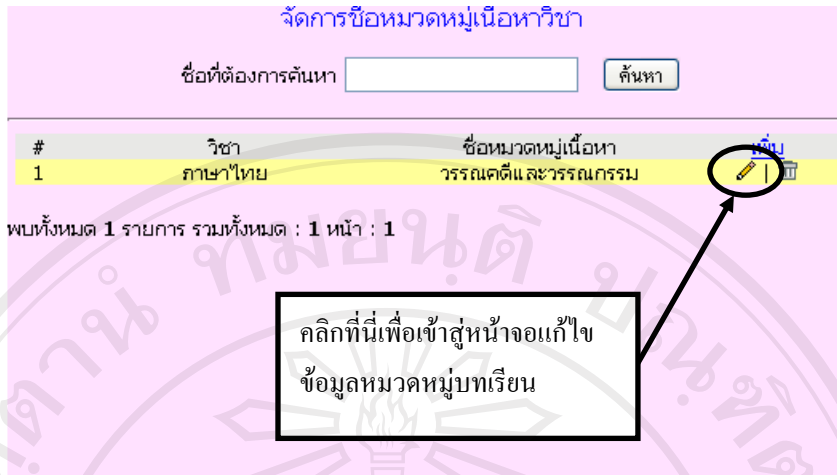 จัดการชื่อหมวดหมู่เนื้อหาวิชา
ชื่อที่ต้องการค้นหา ค้นหา
# วิชา ชื่อหมวดหมู่เนื้อหา เพิ่ม
1 ภาษาไทย วรรณคดีและวรรณกรรม |
พบทั้งหมด 1 รายการ รวมทั้งหมด : 1 หน้า : 1
คลิกที่นี่เพื่อเข้าสู่หน้าจอแก้ไข
ข้อมูลหมวดหมู่บทเรียน